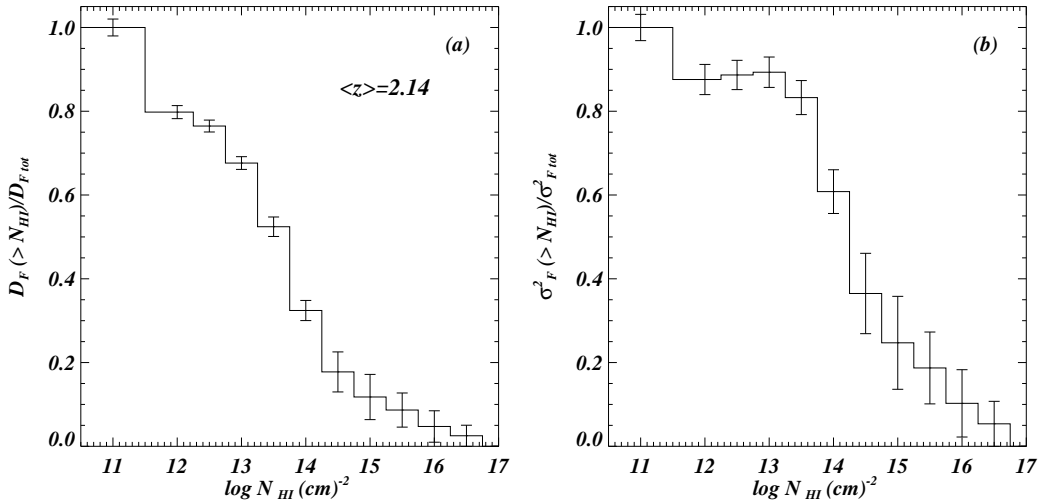 (a)
<z>=2.14
1.0
0.8
0.6
0.4
0.2
0.0
D_F (> N_HI)/D_F tot
11 12 13 14 15 16 17
log N_HI (cm)^-2
(b)
1.0
0.8
0.6
0.4
0.2
0.0
σ^2_F (> N_HI)/σ^2_F tot
11 12 13 14 15 16 17
log N_HI (cm)^-2